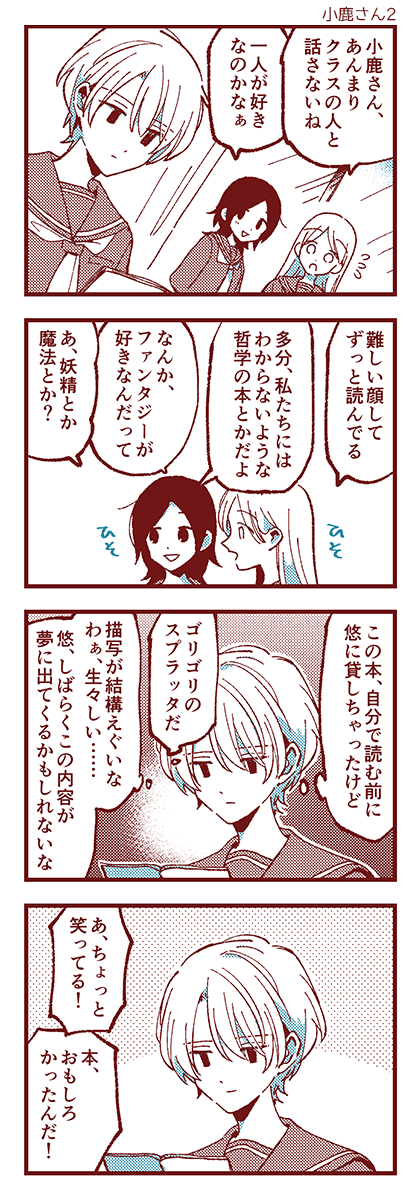 小鹿さん2
小鹿さん、
あんまり
クラスの人と
話さないね
一人が好き
なのかなぁ
難しい顔して
ずっと読んでる
多分、私たちには
わからないような
哲学の本とかだよ
なんか、
ファンタジーが
好きなんだって
あ、妖精とか
魔法とか?
ひそ
ひそ
この本、自分で読む前に
悠に貸しちゃったけど
ゴリゴリの
スプラッタだ
描写が結構えぐいな
わぁ、生々しい……
悠、しばらくこの内容が
夢に出てくるかもしれないな
あ、ちょっと
笑ってる!
本、
おもしろ
かったんだ!